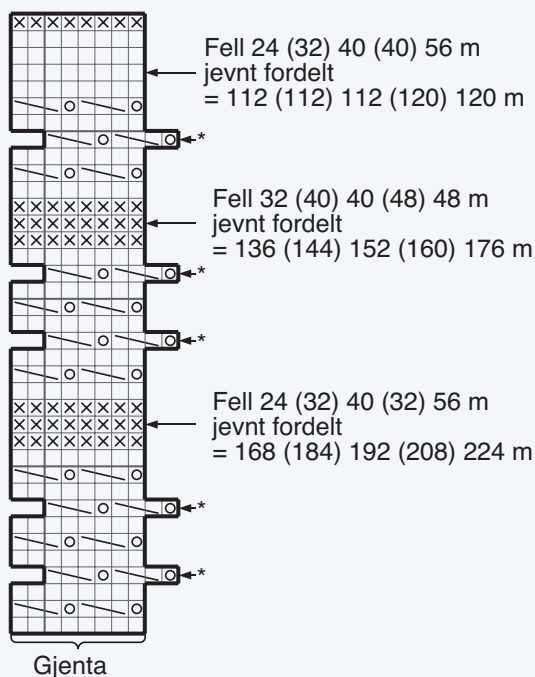 Fell 24 (32) 40 (40) 56 m
jevnt fordelt
= 112 (112) 112 (120) 120 m
*
Fell 32 (40) 40 (48) 48 m
jevnt fordelt
= 136 (144) 152 (160) 176 m
*
*
Fell 24 (32) 40 (32) 56 m
jevnt fordelt
= 168 (184) 192 (208) 224 m
*
*
Gjenta